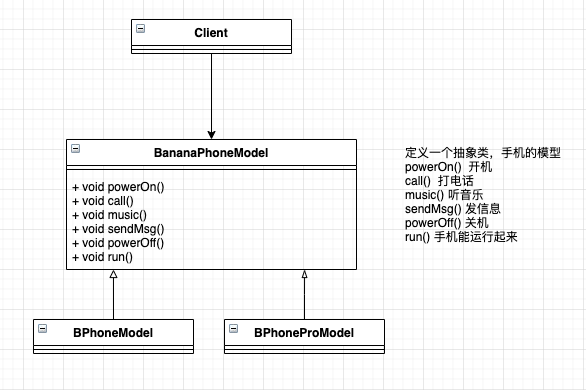 Client
BananaPhoneModel
+ void powerOn()
+ void call()
+ void music()
+ void sendMsg()
+ void powerOff()
+ void run()
定义一个抽象类，手机的模型
powerOn() 开机
call() 打电话
music() 听音乐
sendMsg() 发信息
powerOff() 关机
run() 手机能运行起来
BPhoneModel
BPhoneProModel